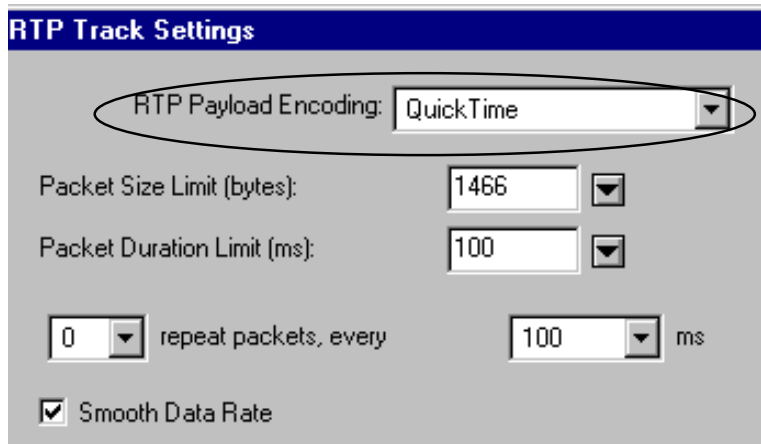 RTP Track Settings
RTP Payload Encoding: QuickTime
Packet Size Limit (bytes): 1466
Packet Duration Limit (ms): 100
0 repeat packets, every 100 ms
Smooth Data Rate